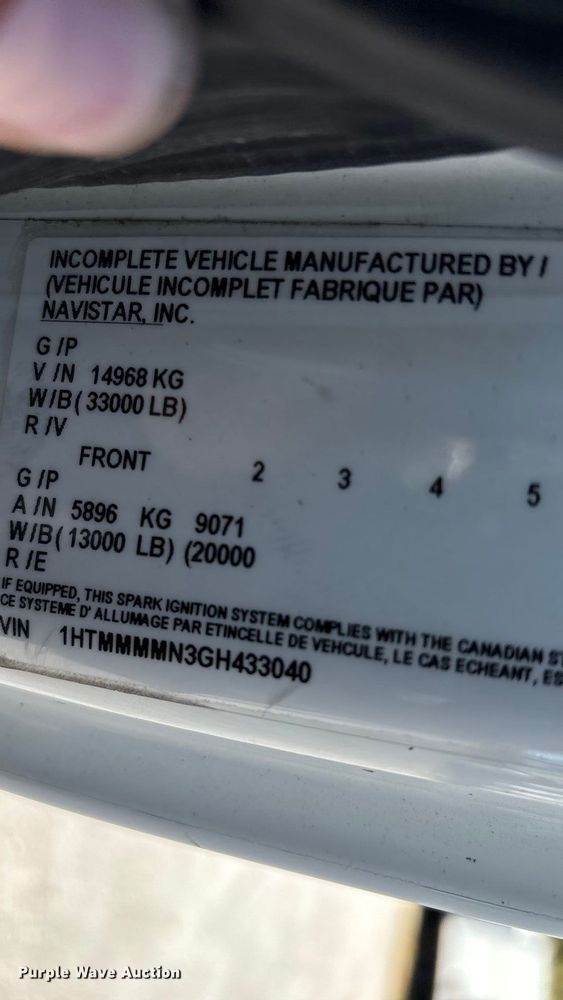 INCOMPLETE VEHICLE MANUFACTURED BY /
(VEHICULE INCOMPLET FABRIQUE PAR)
NAVISTAR, INC.
G /P
V /N 14968 KG
W/B( 33000 LB)
R /V
FRONT 2 3 4 5
G /P
A /N 5896 KG 9071
W/B( 13000 LB) (20000
R /E
IF EQUIPPED, THIS SPARK IGNITION SYSTEM COMPLIES WITH THE CANADIAN
CE SYSTEME D' ALLUMAGE PAR ETINCELLE DE VEHCULE, LE CAS ECHEANT,
VIN 1HTMMMMN3GH433040
Purple Wave Auction